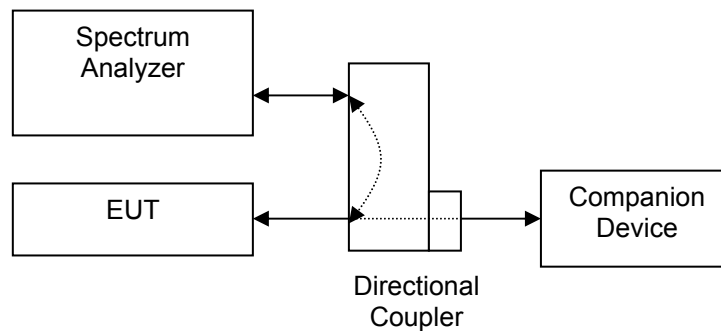 Spectrum
Analyzer
EUT
Companion
Device
Directional
Coupler